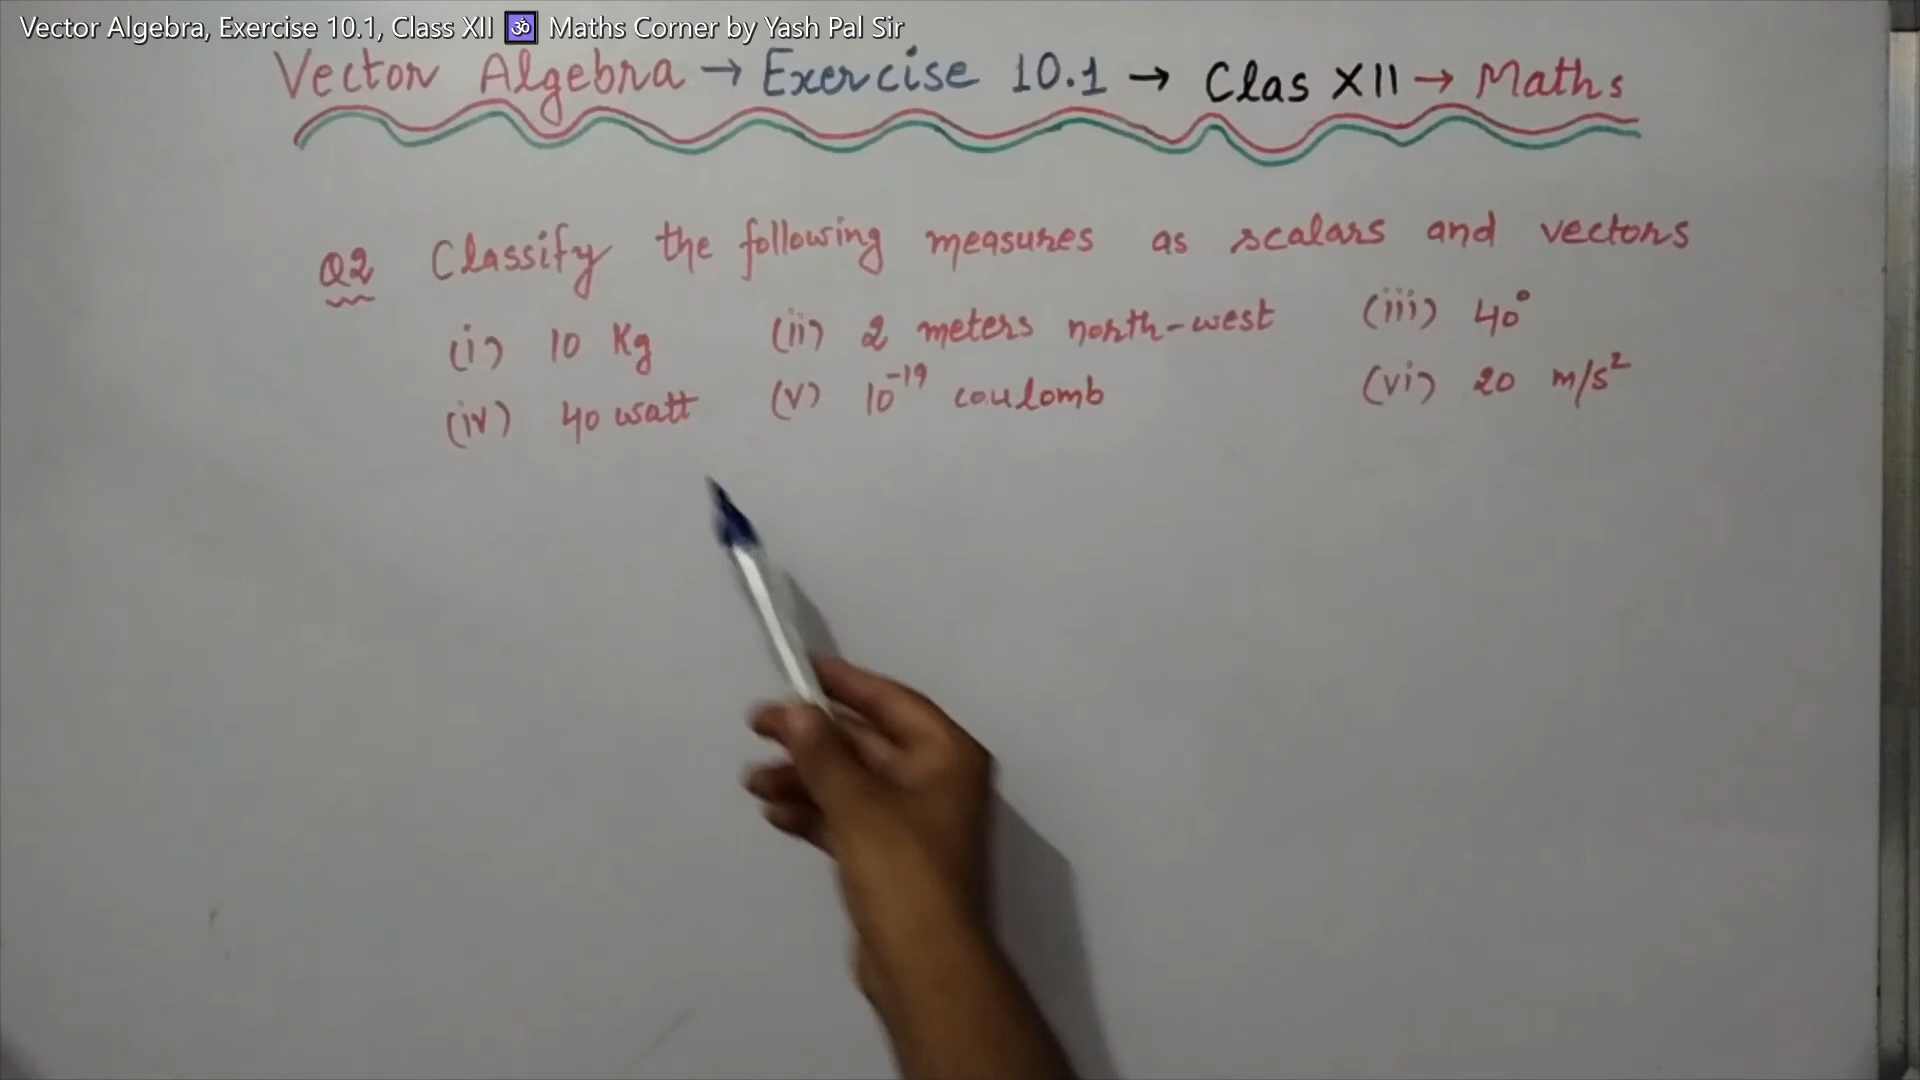 Vector Algebra, Exercise 10.1, Class XII 🕉 Maths Corner by Yash Pal Sir
Vector Algebra → Exercise 10.1 → Clas XII → Maths
Q2 Classify the following measures as scalars and vectors
(i) 10 Kg (ii) 2 meters north-west (iii) 40°
(iv) 40 watt (v) 10⁻¹⁹ coulomb (vi) 20 m/s²